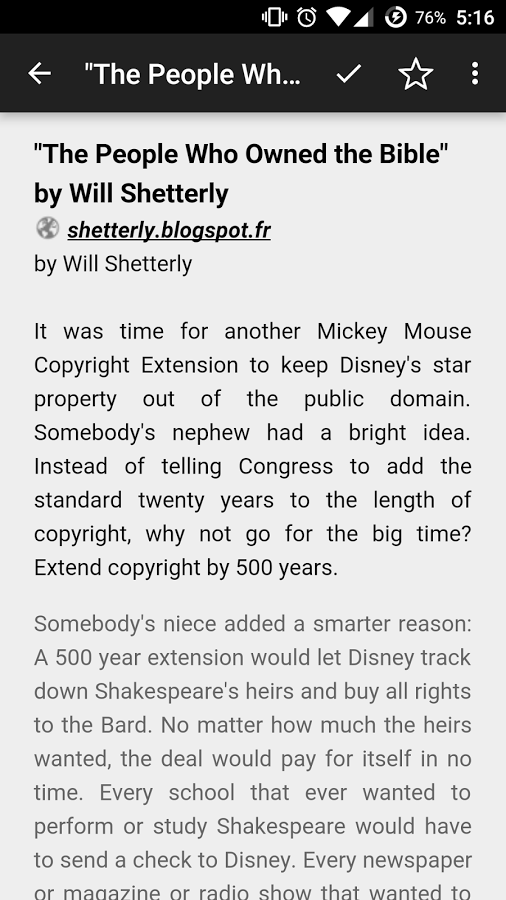 76% 5:16
"The People Wh...
"The People Who Owned the Bible"
by Will Shetterly
shetterly.blogspot.fr
by Will Shetterly
It was time for another Mickey Mouse
Copyright Extension to keep Disney's star
property out of the public domain.
Somebody's nephew had a bright idea.
Instead of telling Congress to add the
standard twenty years to the length of
copyright, why not go for the big time?
Extend copyright by 500 years.
Somebody's niece added a smarter reason:
A 500 year extension would let Disney track
down Shakespeare's heirs and buy all rights
to the Bard. No matter how much the heirs
wanted, the deal would pay for itself in no
time. Every school that ever wanted to
perform or study Shakespeare would have
to send a check to Disney. Every newspaper
or magazine or radio show that wanted to